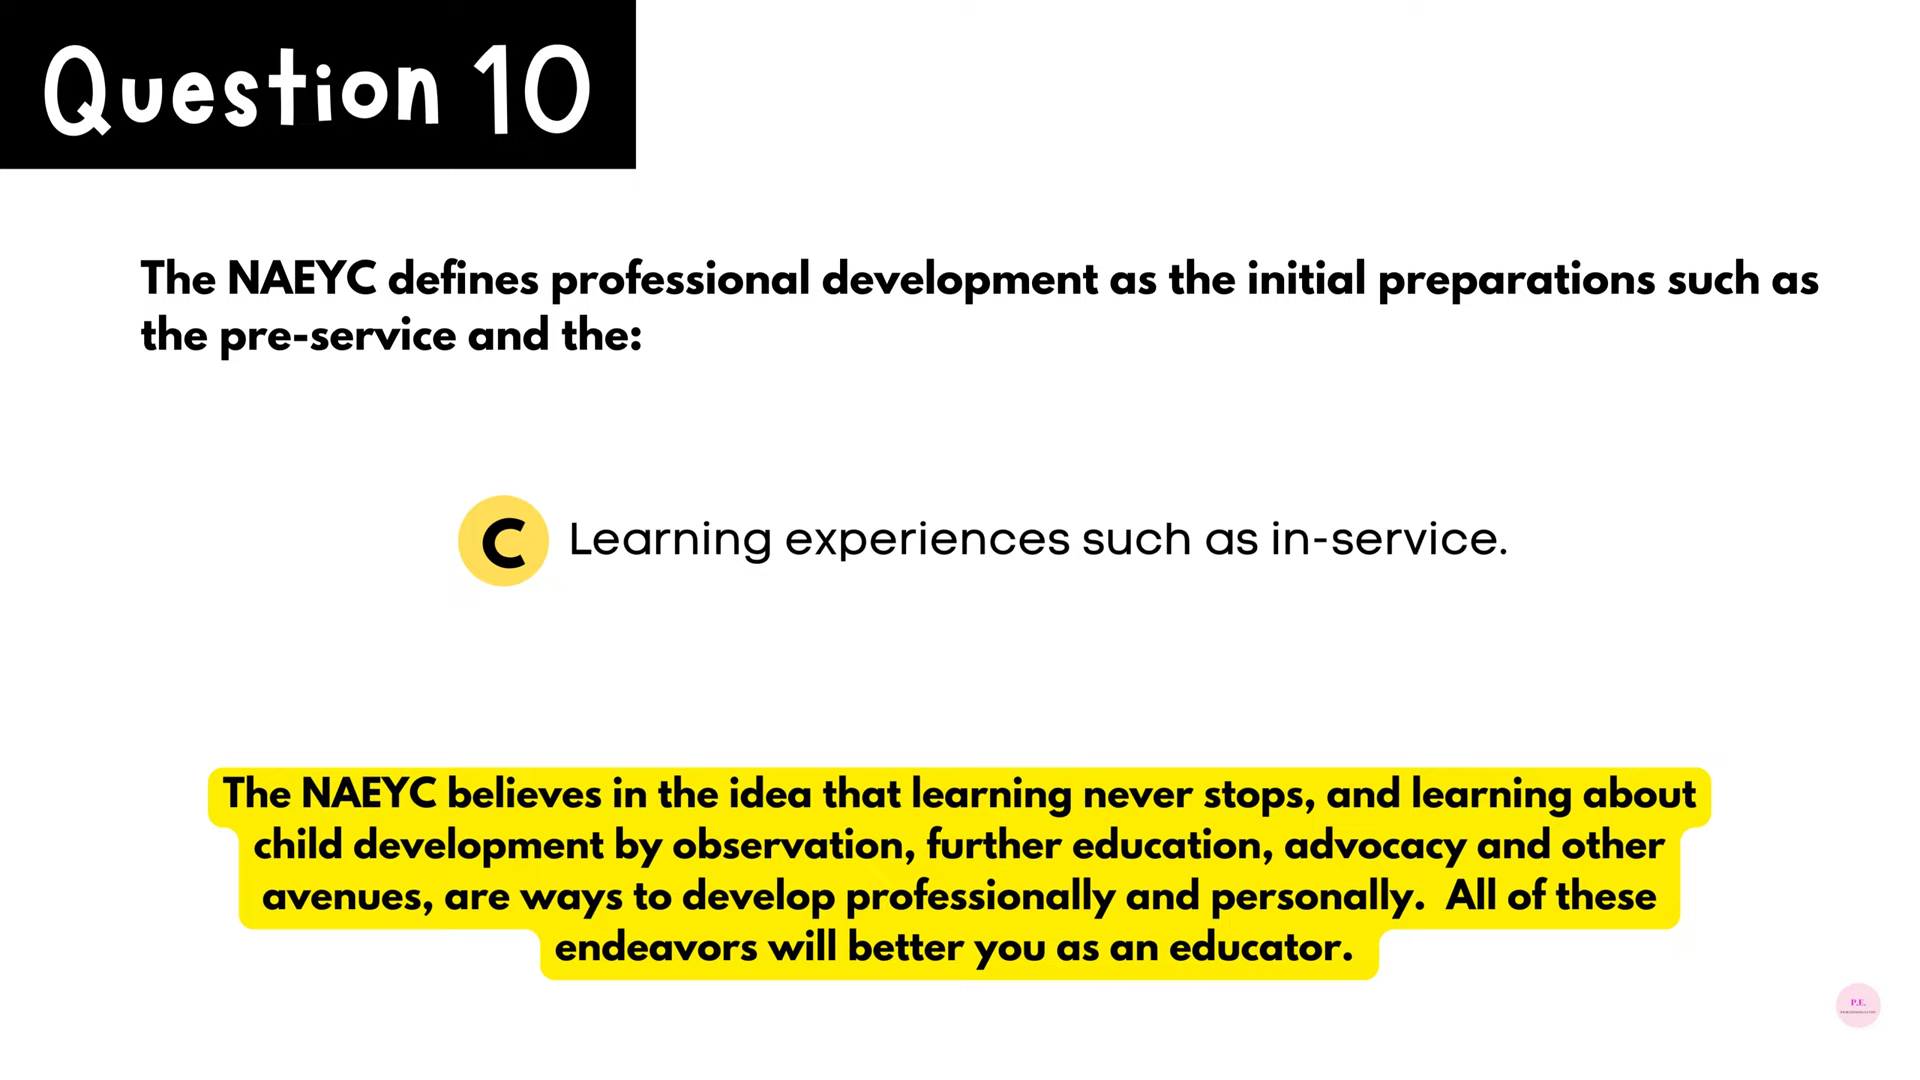 Question 10
The NAEYC defines professional development as the initial preparations such as
the pre-service and the:
C Learning experiences such as in-service.
The NAEYC believes in the idea that learning never stops, and learning about
child development by observation, further education, advocacy and other
avenues, are ways to develop professionally and personally.  All of these
endeavors will better you as an educator.
P.E.